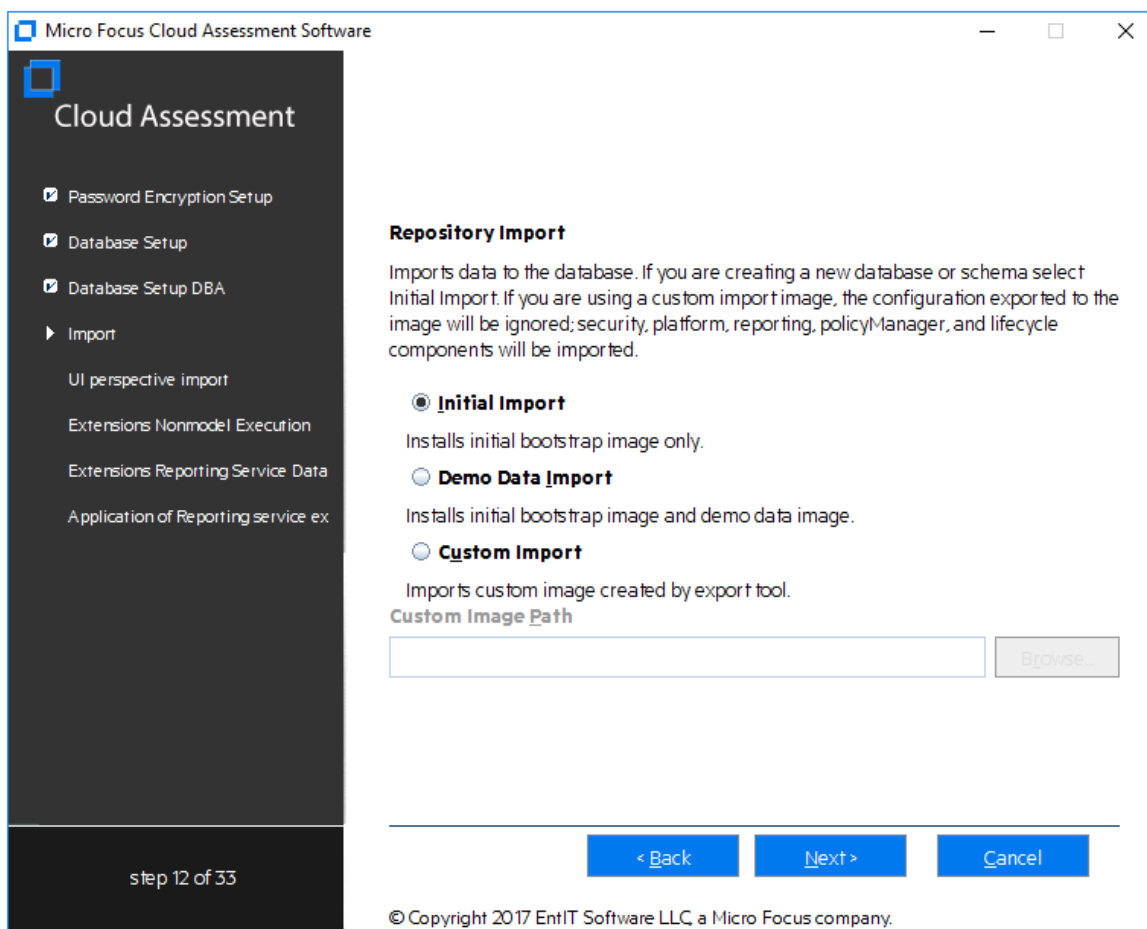 Micro Focus Cloud Assessment Software
Cloud Assessment
Password Encryption Setup
Database Setup
Database Setup DBA
Import
UI perspective import
Extensions Nonmodel Execution
Extensions Reporting Service Data
Application of Reporting service ex
step 12 of 33
Repository Import
Imports data to the database. If you are creating a new database or schema select
Initial Import. If you are using a custom import image, the configuration exported to the
image will be ignored; security, platform, reporting, policyManager, and lifecycle
components will be imported.
Initial Import
Installs initial bootstrap image only.
Demo Data Import
Installs initial bootstrap image and demo data image.
Custom Import
Imports custom image created by export tool.
Custom Image Path
Browse...
< Back
Next >
Cancel
© Copyright 2017 EntIT Software LLC, a Micro Focus company.